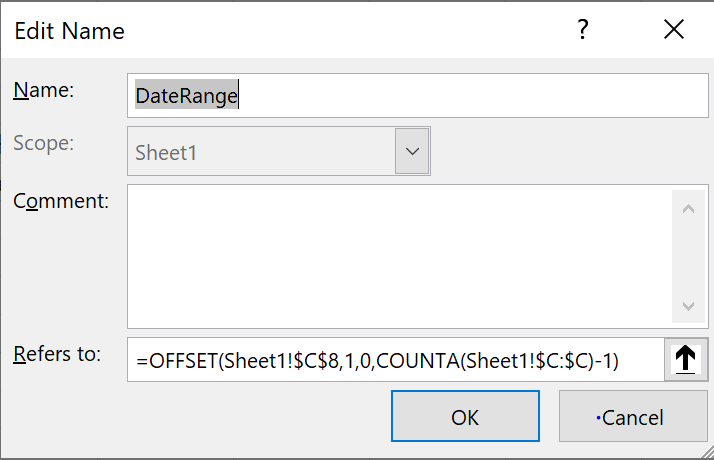 Edit Name
?
Name:
DateRange
Scope:
Sheet1
Comment:
Refers to:
=OFFSET(Sheet1!$C$8,1,0,COUNTA(Sheet1!$C:$C)-1)
OK
Cancel